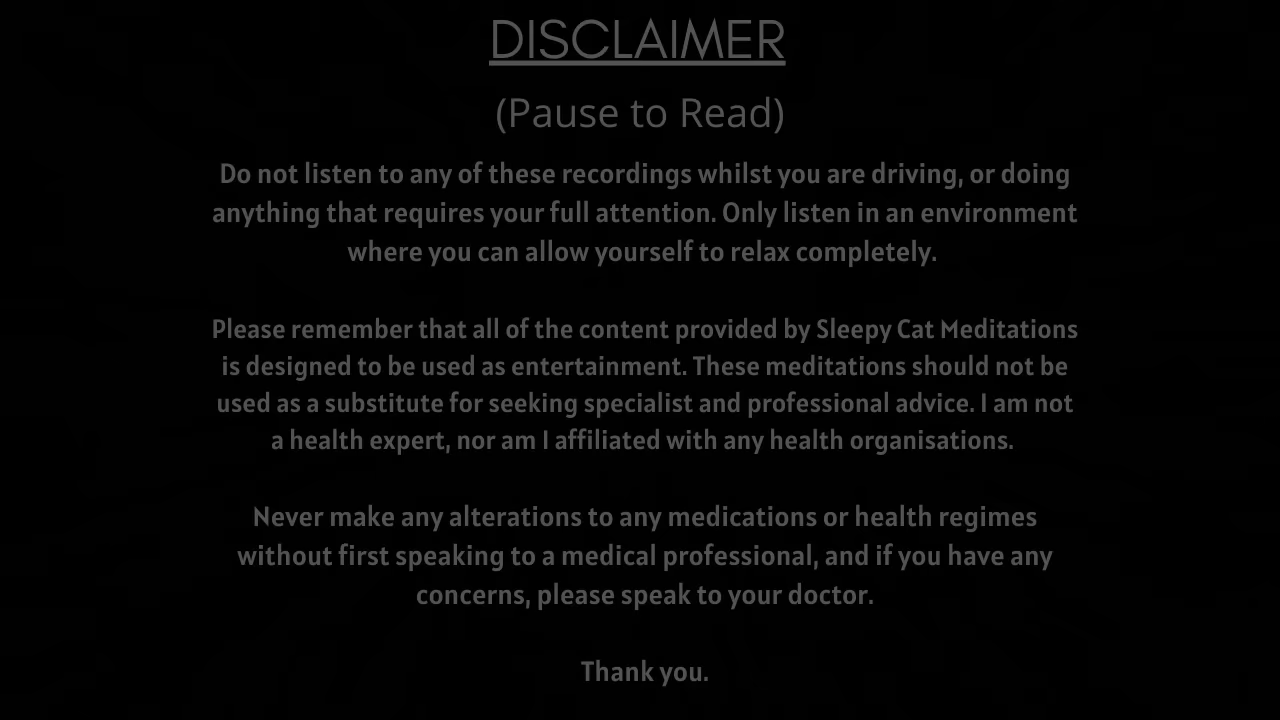 DISCLAIMER
(Pause to Read)
Do not listen to any of these recordings whilst you are driving, or doing
anything that requires your full attention. Only listen in an environment
where you can allow yourself to relax completely.
Please remember that all of the content provided by Sleepy Cat Meditations
is designed to be used as entertainment. These meditations should not be
used as a substitute for seeking specialist and professional advice. I am not
a health expert, nor am I affiliated with any health organisations.
Never make any alterations to any medications or health regimes
without first speaking to a medical professional, and if you have any
concerns, please speak to your doctor.
Thank you.